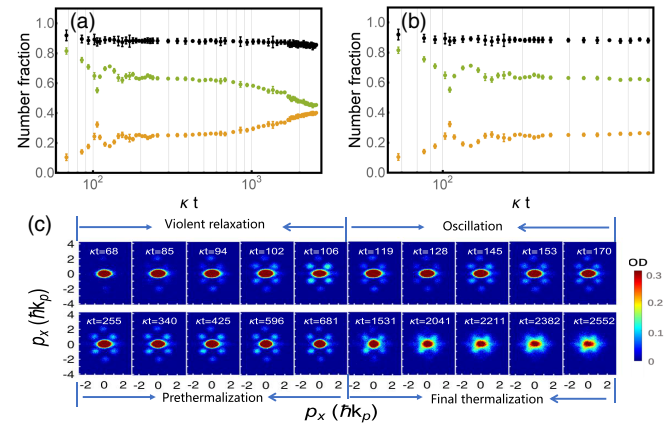 (a)
(b)
1.0
0.8
0.6
0.4
0.2
0.0
Number fraction
10²
10³
κ t
1.0
0.8
0.6
0.4
0.2
0.0
Number fraction
10²
κ t
(c)
Violent relaxation
Oscillation
4
2
0
-2
-4
κt=68 κt=85 κt=94 κt=102 κt=106 κt=119 κt=128 κt=145 κt=153 κt=170
4
2
0
-2
-4
κt=255 κt=340 κt=425 κt=596 κt=681 κt=1531 κt=2041 κt=2211 κt=2382 κt=2552
pₓ (ħkₚ)
-2 0 2 -2 0 2 -2 0 2 -2 0 2 -2 0 2 -2 0 2 -2 0 2 -2 0 2 -2 0 2 -2 0 2
Prethermalization
Final thermalization
pₓ (ħkₚ)
OD
0.3
0.2
0.1
0